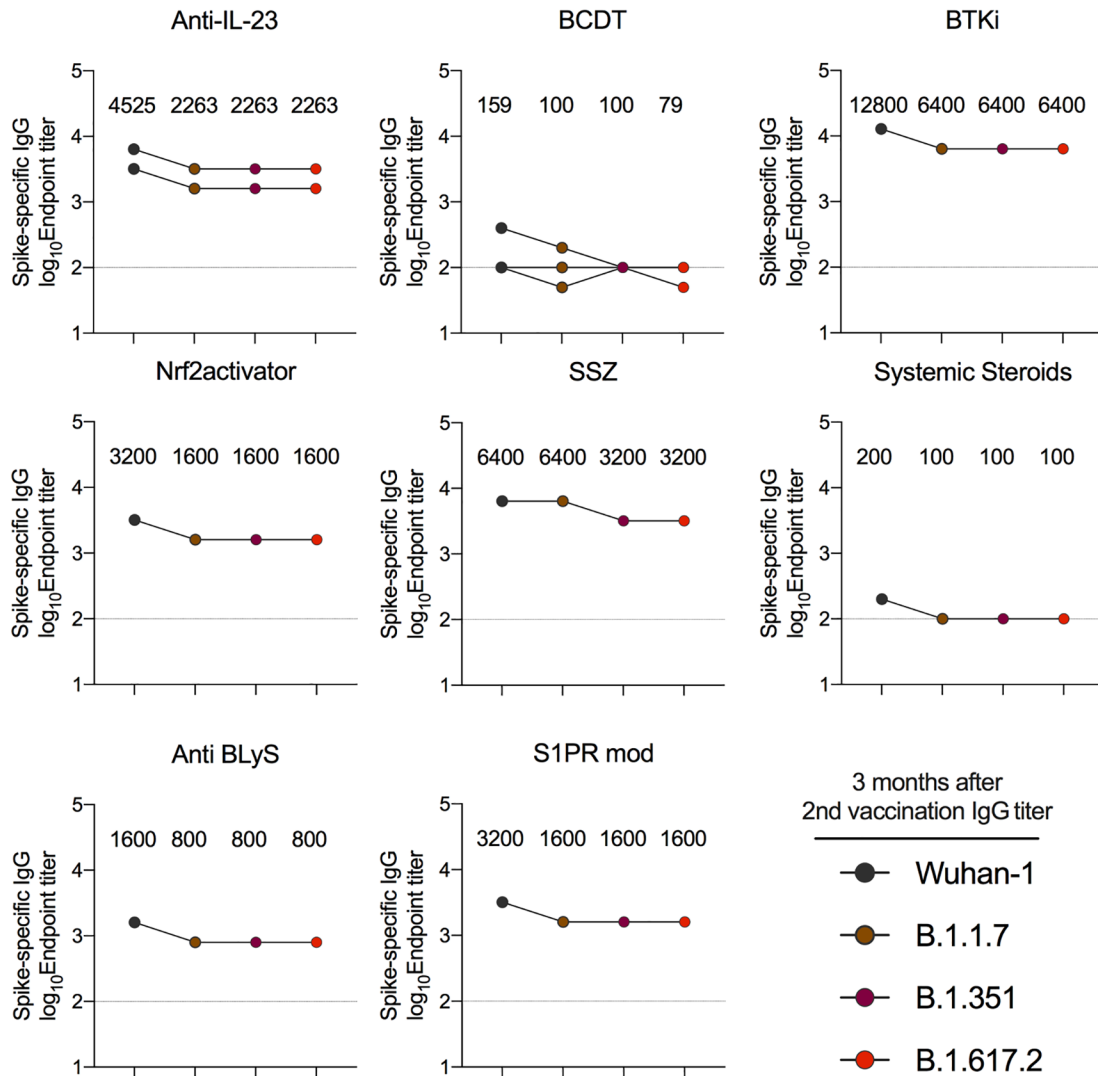 Anti-IL-23
BCDT
BTKi
Spike-specific IgG
log10Endpoint titer
5
4
3
2
1
4525 2263 2263 2263
Spike-specific IgG
log10Endpoint titer
5
4
3
2
1
159 100 100 79
Spike-specific IgG
log10Endpoint titer
5
4
3
2
1
12800 6400 6400 6400
Nrf2activator
SSZ
Systemic Steroids
Spike-specific IgG
log10Endpoint titer
5
4
3
2
1
3200 1600 1600 1600
Spike-specific IgG
log10Endpoint titer
5
4
3
2
1
6400 6400 3200 3200
Spike-specific IgG
log10Endpoint titer
5
4
3
2
1
200 100 100 100
Anti BLyS
S1PR mod
Spike-specific IgG
log10Endpoint titer
5
4
3
2
1
1600 800 800 800
Spike-specific IgG
log10Endpoint titer
5
4
3
2
1
3200 1600 1600 1600
3 months after
2nd vaccination IgG titer
Wuhan-1
B.1.1.7
B.1.351
B.1.617.2